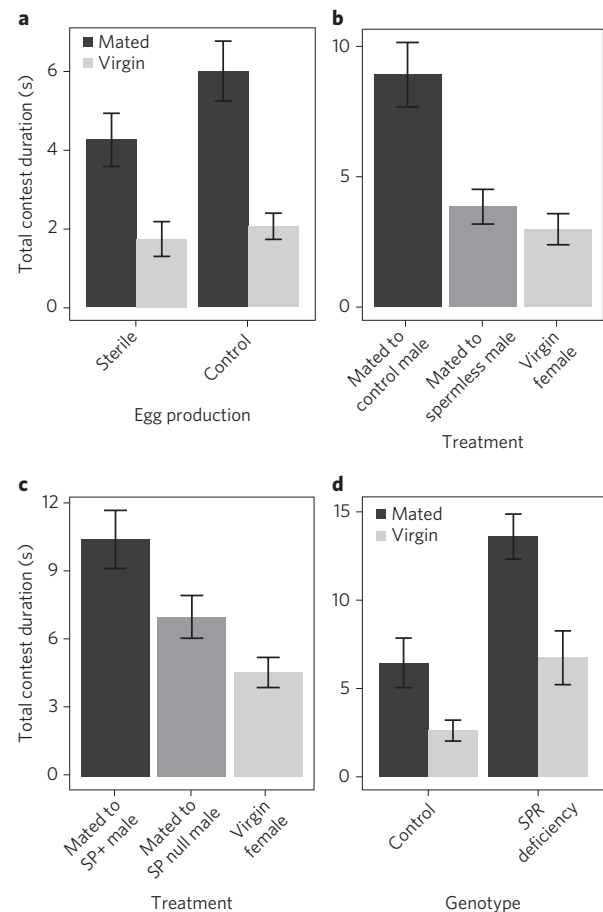 a
Mated
Virgin
Total contest duration (s)
6
4
2
0
Sterile
Control
Egg production
b
10
5
0
Mated to
control male
Mated to
spermless male
Virgin
female
Treatment
c
Total contest duration (s)
12
9
6
3
0
Mated to
SP+ male
Mated to
SP null male
Virgin
female
Treatment
d
Mated
Virgin
15
10
5
0
Control
SPR
deficiency
Genotype